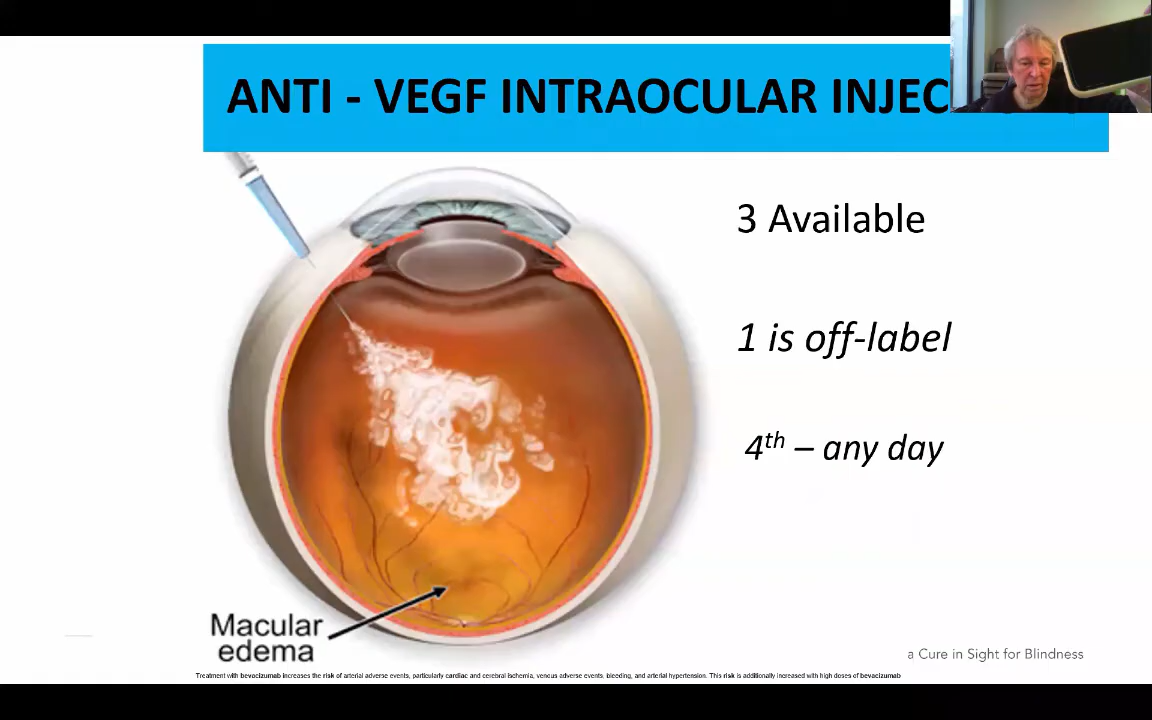 ANTI - VEGF INTRAOCULAR
3 Available
1 is off-label
4th – any day
Macular
edema
a Cure in Sight for Blindness
Treatment with bevocizumab increases the risk of arterial adverse events, particularly cardiac and cerebral ischemia, venous adverse events, bleeding, and arterial hypertension. This risk is additionally increased with high doses of bevacizumab